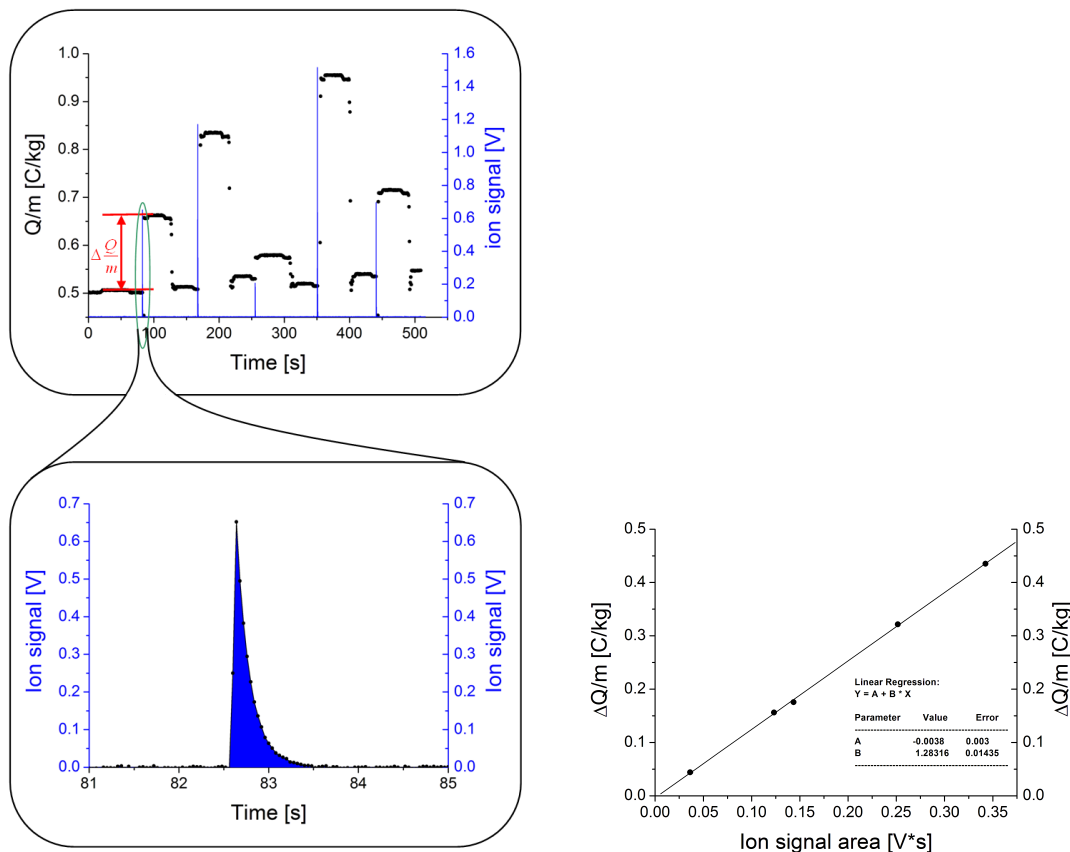 1.0
0.9
0.8
0.7
0.6
0.5
Q/m [C/kg]
1.6
1.4
1.2
1.0
0.8
0.6
0.4
0.2
0.0
ion signal [V]
Δ Q/m
0 100 200 300 400 500
Time [s]
0.7
0.6
0.5
0.4
0.3
0.2
0.1
0.0
Ion signal [V]
0.7
0.6
0.5
0.4
0.3
0.2
0.1
0.0
Ion signal [V]
81 82 83 84 85
Time [s]
0.5
0.4
0.3
0.2
0.1
0.0
ΔQ/m [C/kg]
0.5
0.4
0.3
0.2
0.1
0.0
ΔQ/m [C/kg]
Linear Regression:
Y = A + B * X
Parameter Value Error
A -0.0038 0.003
B 1.28316 0.01435
0.00 0.05 0.10 0.15 0.20 0.25 0.30 0.35
Ion signal area [V*s]